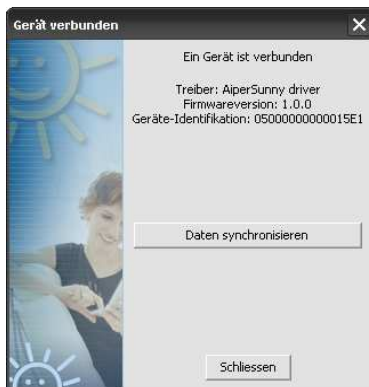 Gerät verbunden
Ein Gerät ist verbunden
Treiber: AiperSunny driver
Firmwareversion: 1.0.0
Geräte-Identifikation: 05000000000015E1
Daten synchronisieren
Schliessen